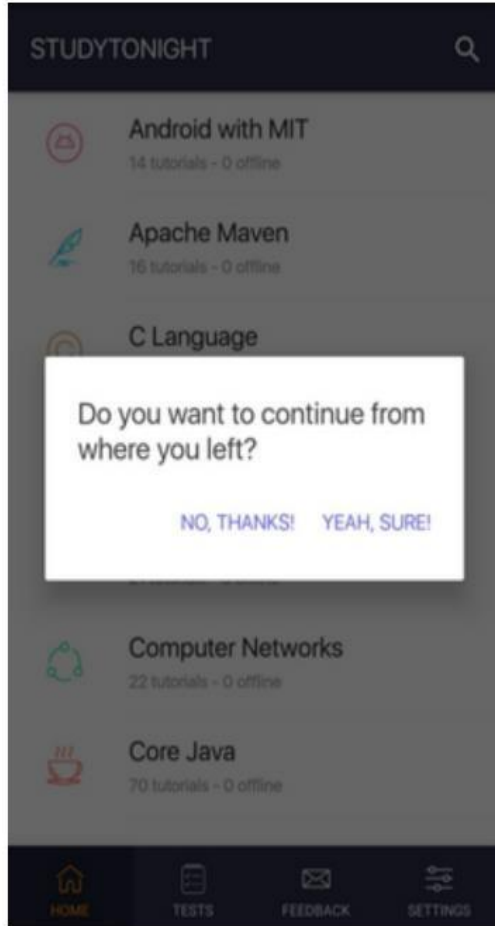 STUDYTONIGHT
Android with MIT
14 tutorials - 0 offline
Apache Maven
16 tutorials - 0 offline
C Language
Do you want to continue from
where you left?
NO, THANKS! YEAH, SURE!
Computer Networks
22 tutorials - 0 offline
Core Java
70 tutorials - 0 offline
HOME TESTS FEEDBACK SETTINGS